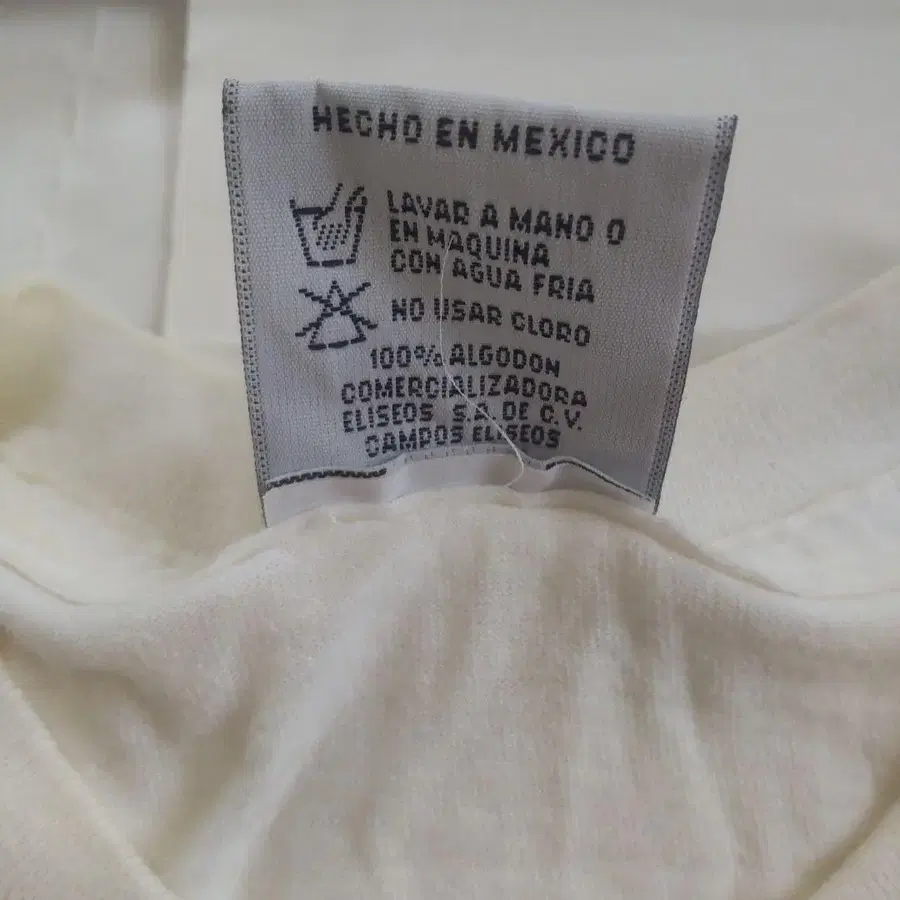 HECHO EN MEXICO
LAVAR A MANO O
EN MAQUINA
CON AGUA FRIA
NO USAR CLORO
100% ALGODON
COMERCIALIZADORA
ELISEOS S.A. DE C.V.
CAMPOS ELISEOS